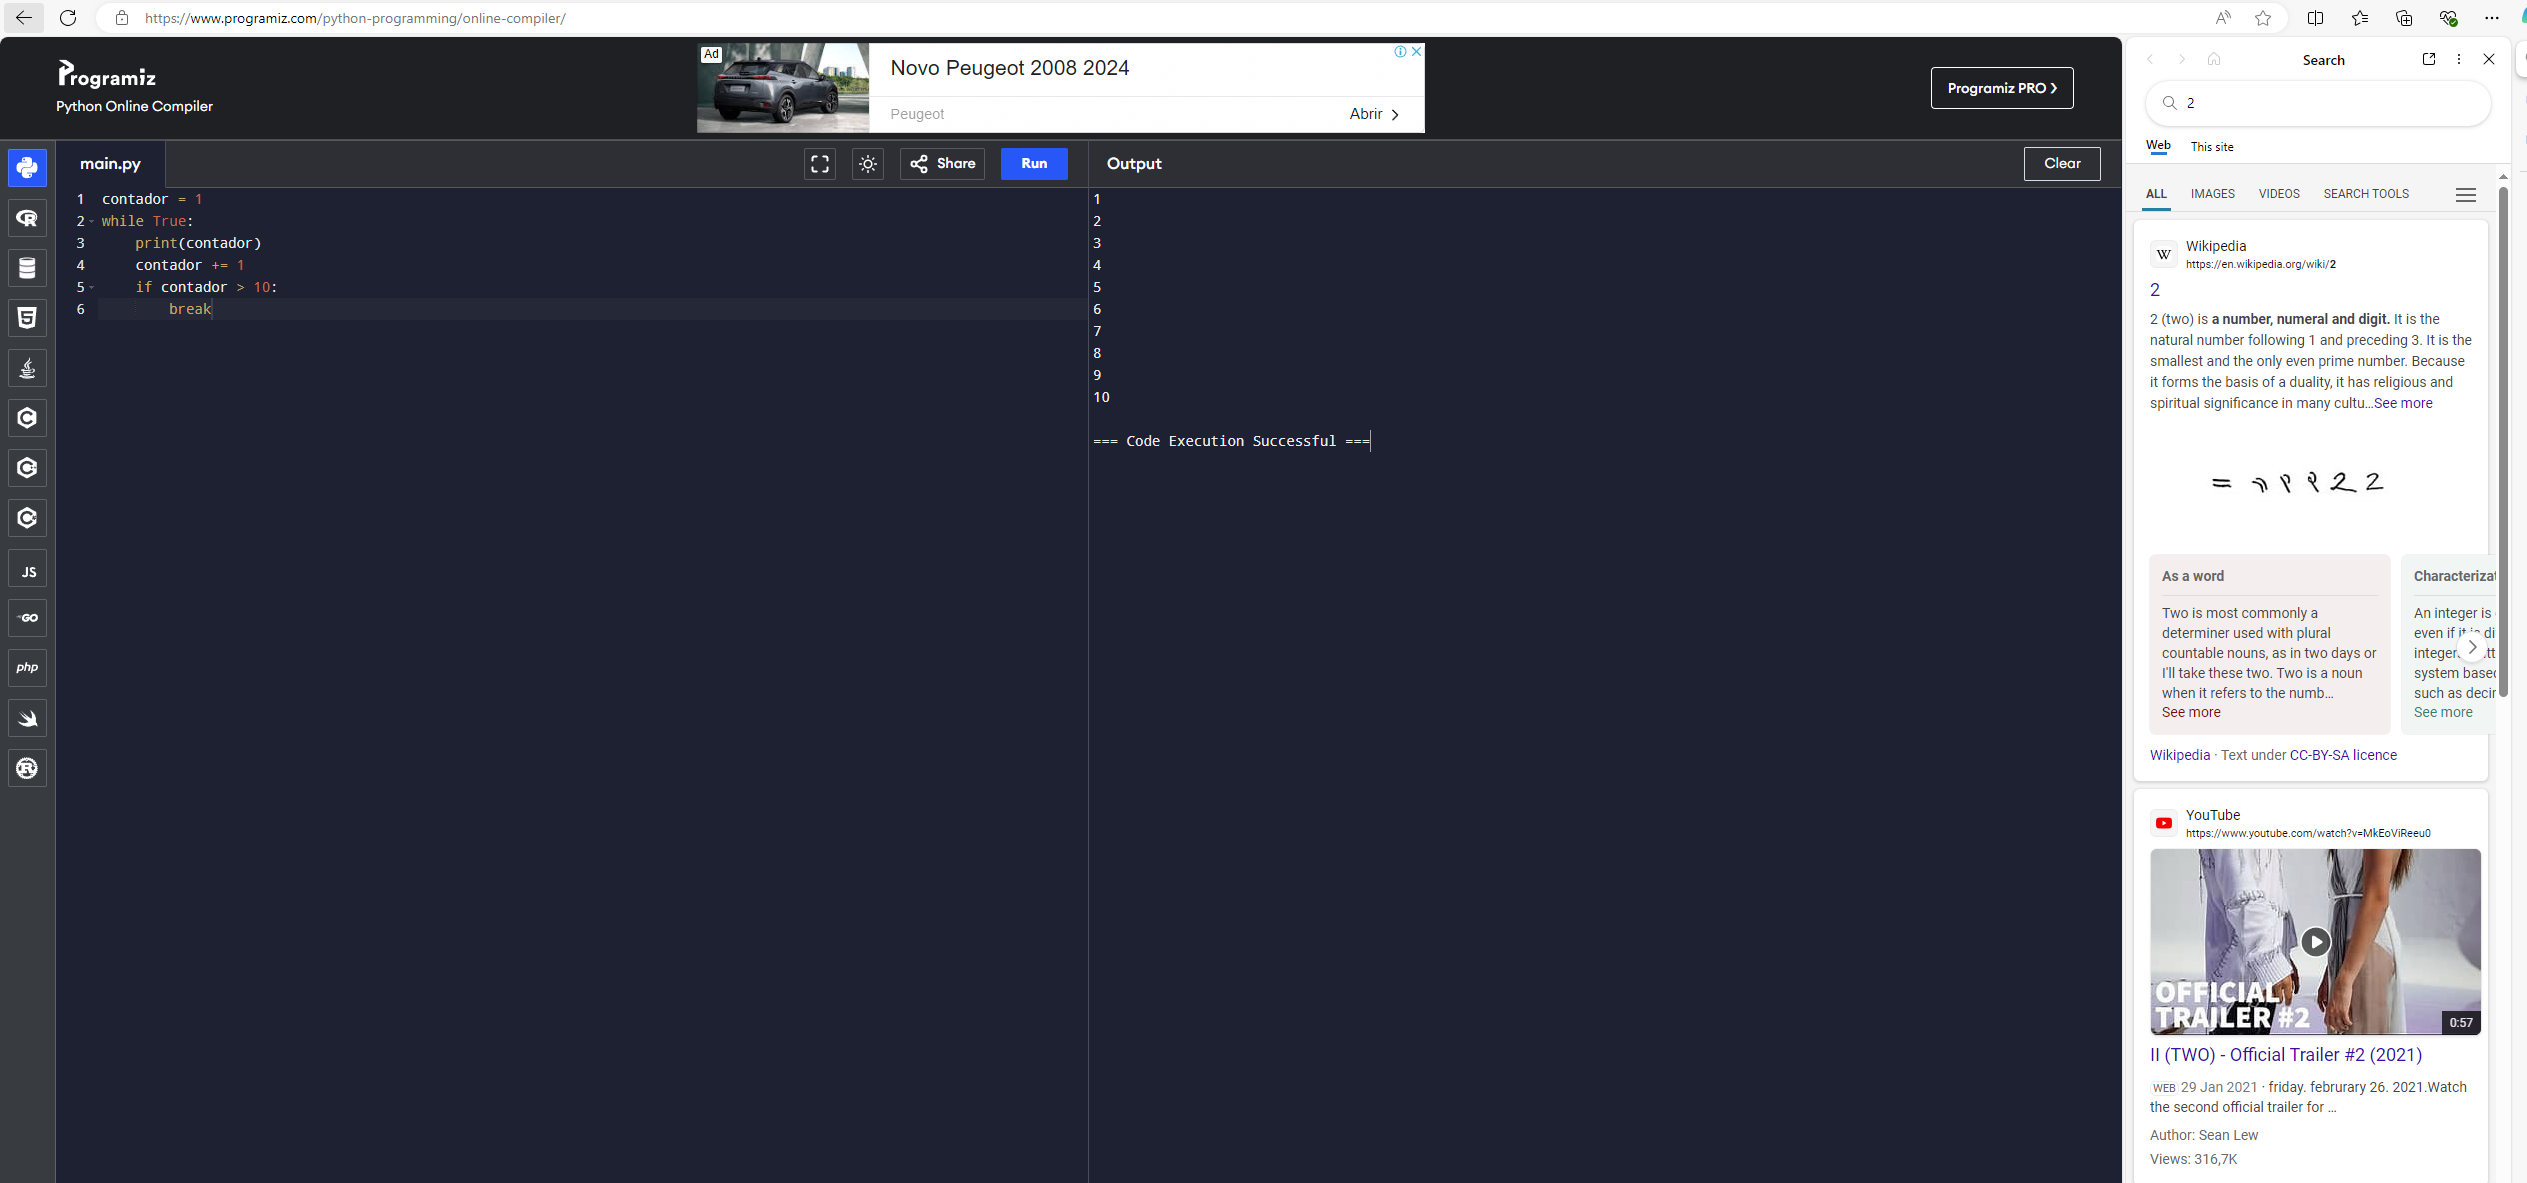 https://www.programiz.com/python-programming/online-compiler/
Programiz
Python Online Compiler
Ad
Novo Peugeot 2008 2024
Peugeot
Abrir
Programiz PRO
main.py
Share
Run
1 contador = 1
2 while True:
3     print(contador)
4     contador += 1
5     if contador > 10:
6         break
JS
GO
php
Output
Clear
1
2
3
4
5
6
7
8
9
10
=== Code Execution Successful ===
Search
2
Web
This site
ALL
IMAGES
VIDEOS
SEARCH TOOLS
W
Wikipedia
https://en.wikipedia.org/wiki/2
2
2 (two) is a number, numeral and digit. It is the
natural number following 1 and preceding 3. It is the
smallest and the only even prime number. Because
it forms the basis of a duality, it has religious and
spiritual significance in many cultu...See more
As a word
Two is most commonly a
determiner used with plural
countable nouns, as in two days or
I'll take these two. Two is a noun
when it refers to the numb...
See more
Characterizat
An integer is
even if it is di
integer
system based
such as decir
See more
Wikipedia · Text under CC-BY-SA licence
YouTube
https://www.youtube.com/watch?v=MkEoViReeu0
OFFICIAL
TRAILER #2
0:57
II (TWO) - Official Trailer #2 (2021)
WEB 29 Jan 2021 · friday. februrary 26. 2021.Watch
the second official trailer for ...
Author: Sean Lew
Views: 316,7K